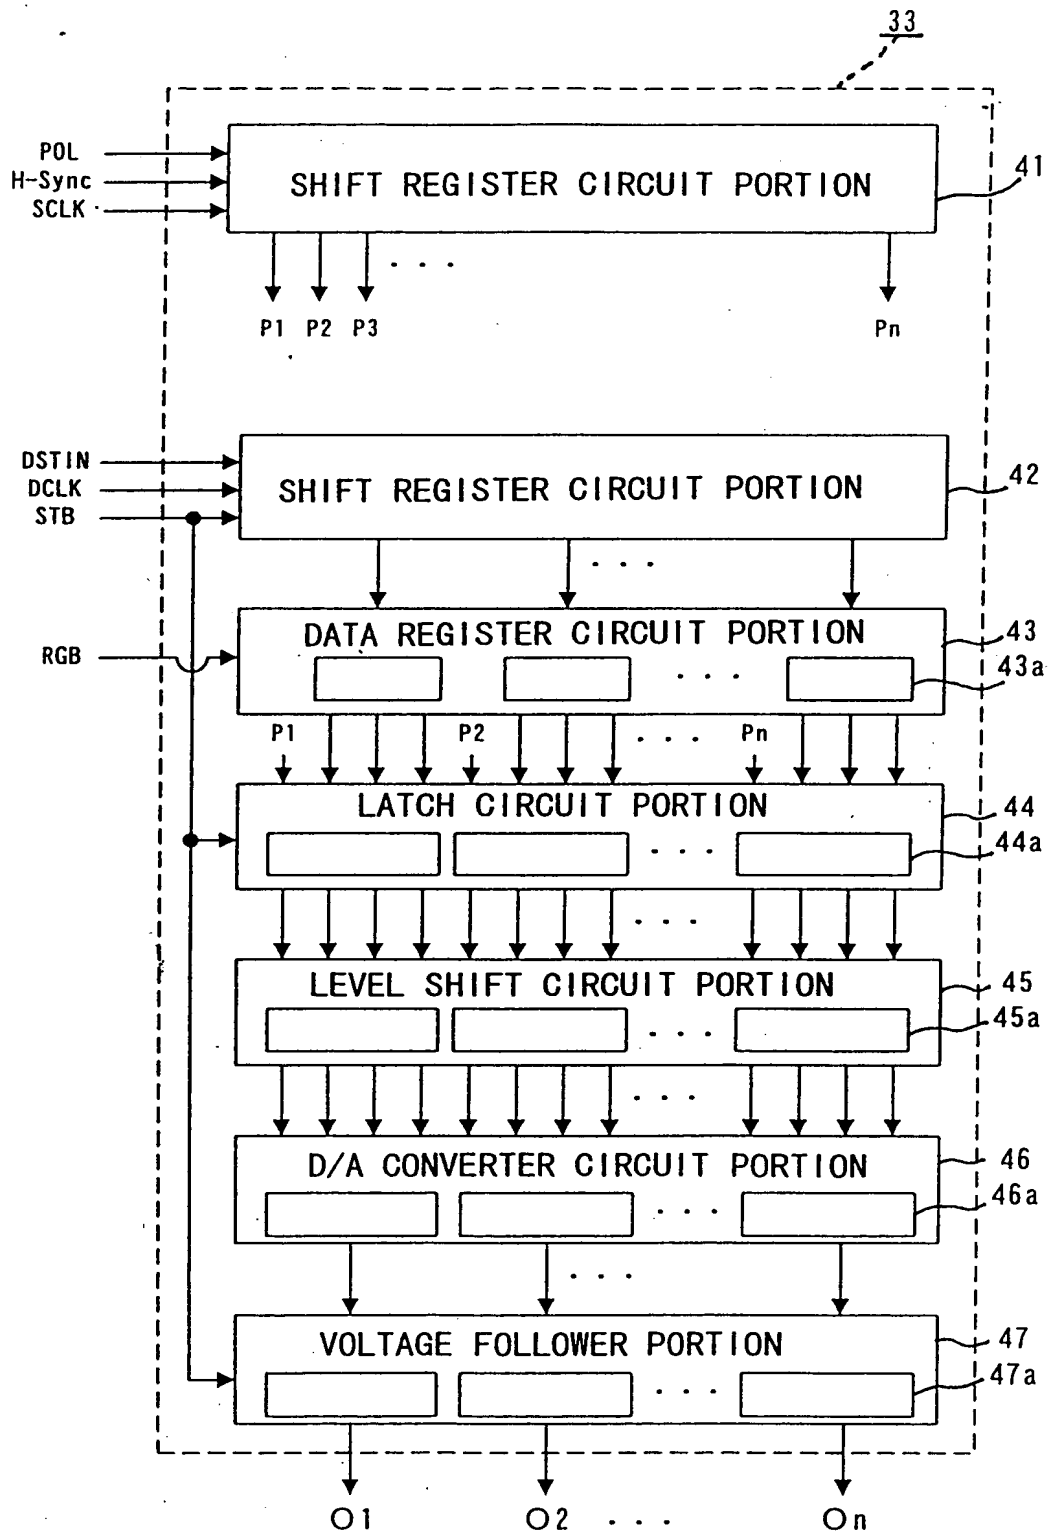 33
POL
H-Sync
SCLK
SHIFT REGISTER CIRCUIT PORTION
41
. . .
P1 P2 P3 Pn
DSTIN
DCLK
STB
SHIFT REGISTER CIRCUIT PORTION
42
. . .
DATA REGISTER CIRCUIT PORTION
43
RGB
. . .
43a
P1 P2 . . . Pn
LATCH CIRCUIT PORTION
44
. . .
44a
. . .
LEVEL SHIFT CIRCUIT PORTION
45
. . .
45a
. . .
D/A CONVERTER CIRCUIT PORTION
46
. . .
46a
. . .
VOLTAGE FOLLOWER PORTION
47
. . .
47a
O1 O2 . . . On